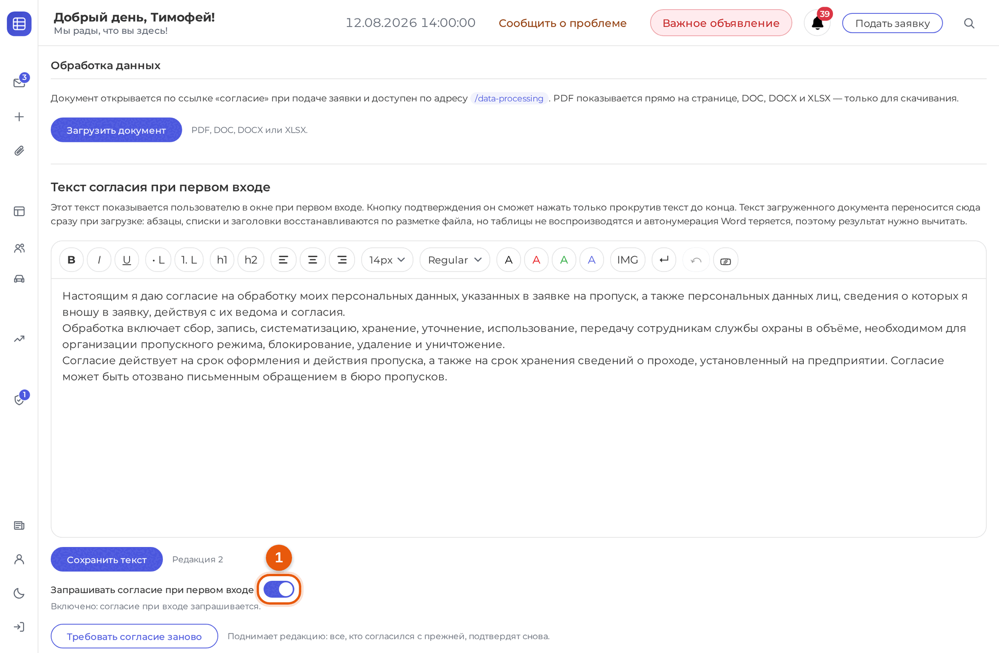 Добрый день, Тимофей!
Мы рады, что вы здесь!
12.08.2026 14:00:00
Сообщить о проблеме
Важное объявление
39
Подать заявку
3
1
Обработка данных
Документ открывается по ссылке «согласие» при подаче заявки и доступен по адресу /data-processing. PDF показывается прямо на странице, DOC, DOCX и XLSX — только для скачивания.
Загрузить документ
PDF, DOC, DOCX или XLSX.
Текст согласия при первом входе
Этот текст показывается пользователю в окне при первом входе. Кнопку подтверждения он сможет нажать только прокрутив текст до конца. Текст загруженного документа переносится сюда
сразу при загрузке: абзацы, списки и заголовки восстанавливаются по разметке файла, но таблицы не воспроизводятся и автонумерация Word теряется, поэтому результат нужно вычитать.
B I U • L 1. L h1 h2 14px Regular A A A A IMG
Настоящим я даю согласие на обработку моих персональных данных, указанных в заявке на пропуск, а также персональных данных лиц, сведения о которых я
вношу в заявку, действуя с их ведома и согласия.
Обработка включает сбор, запись, систематизацию, хранение, уточнение, использование, передачу сотрудникам службы охраны в объёме, необходимом для
организации пропускного режима, блокирование, удаление и уничтожение.
Согласие действует на срок оформления и действия пропуска, а также на срок хранения сведений о проходе, установленный на предприятии. Согласие
может быть отозвано письменным обращением в бюро пропусков.
Сохранить текст
Редакция 2
1
Запрашивать согласие при первом входе
Включено: согласие при входе запрашивается.
Требовать согласие заново
Поднимает редакцию: все, кто согласился с прежней, подтвердят снова.